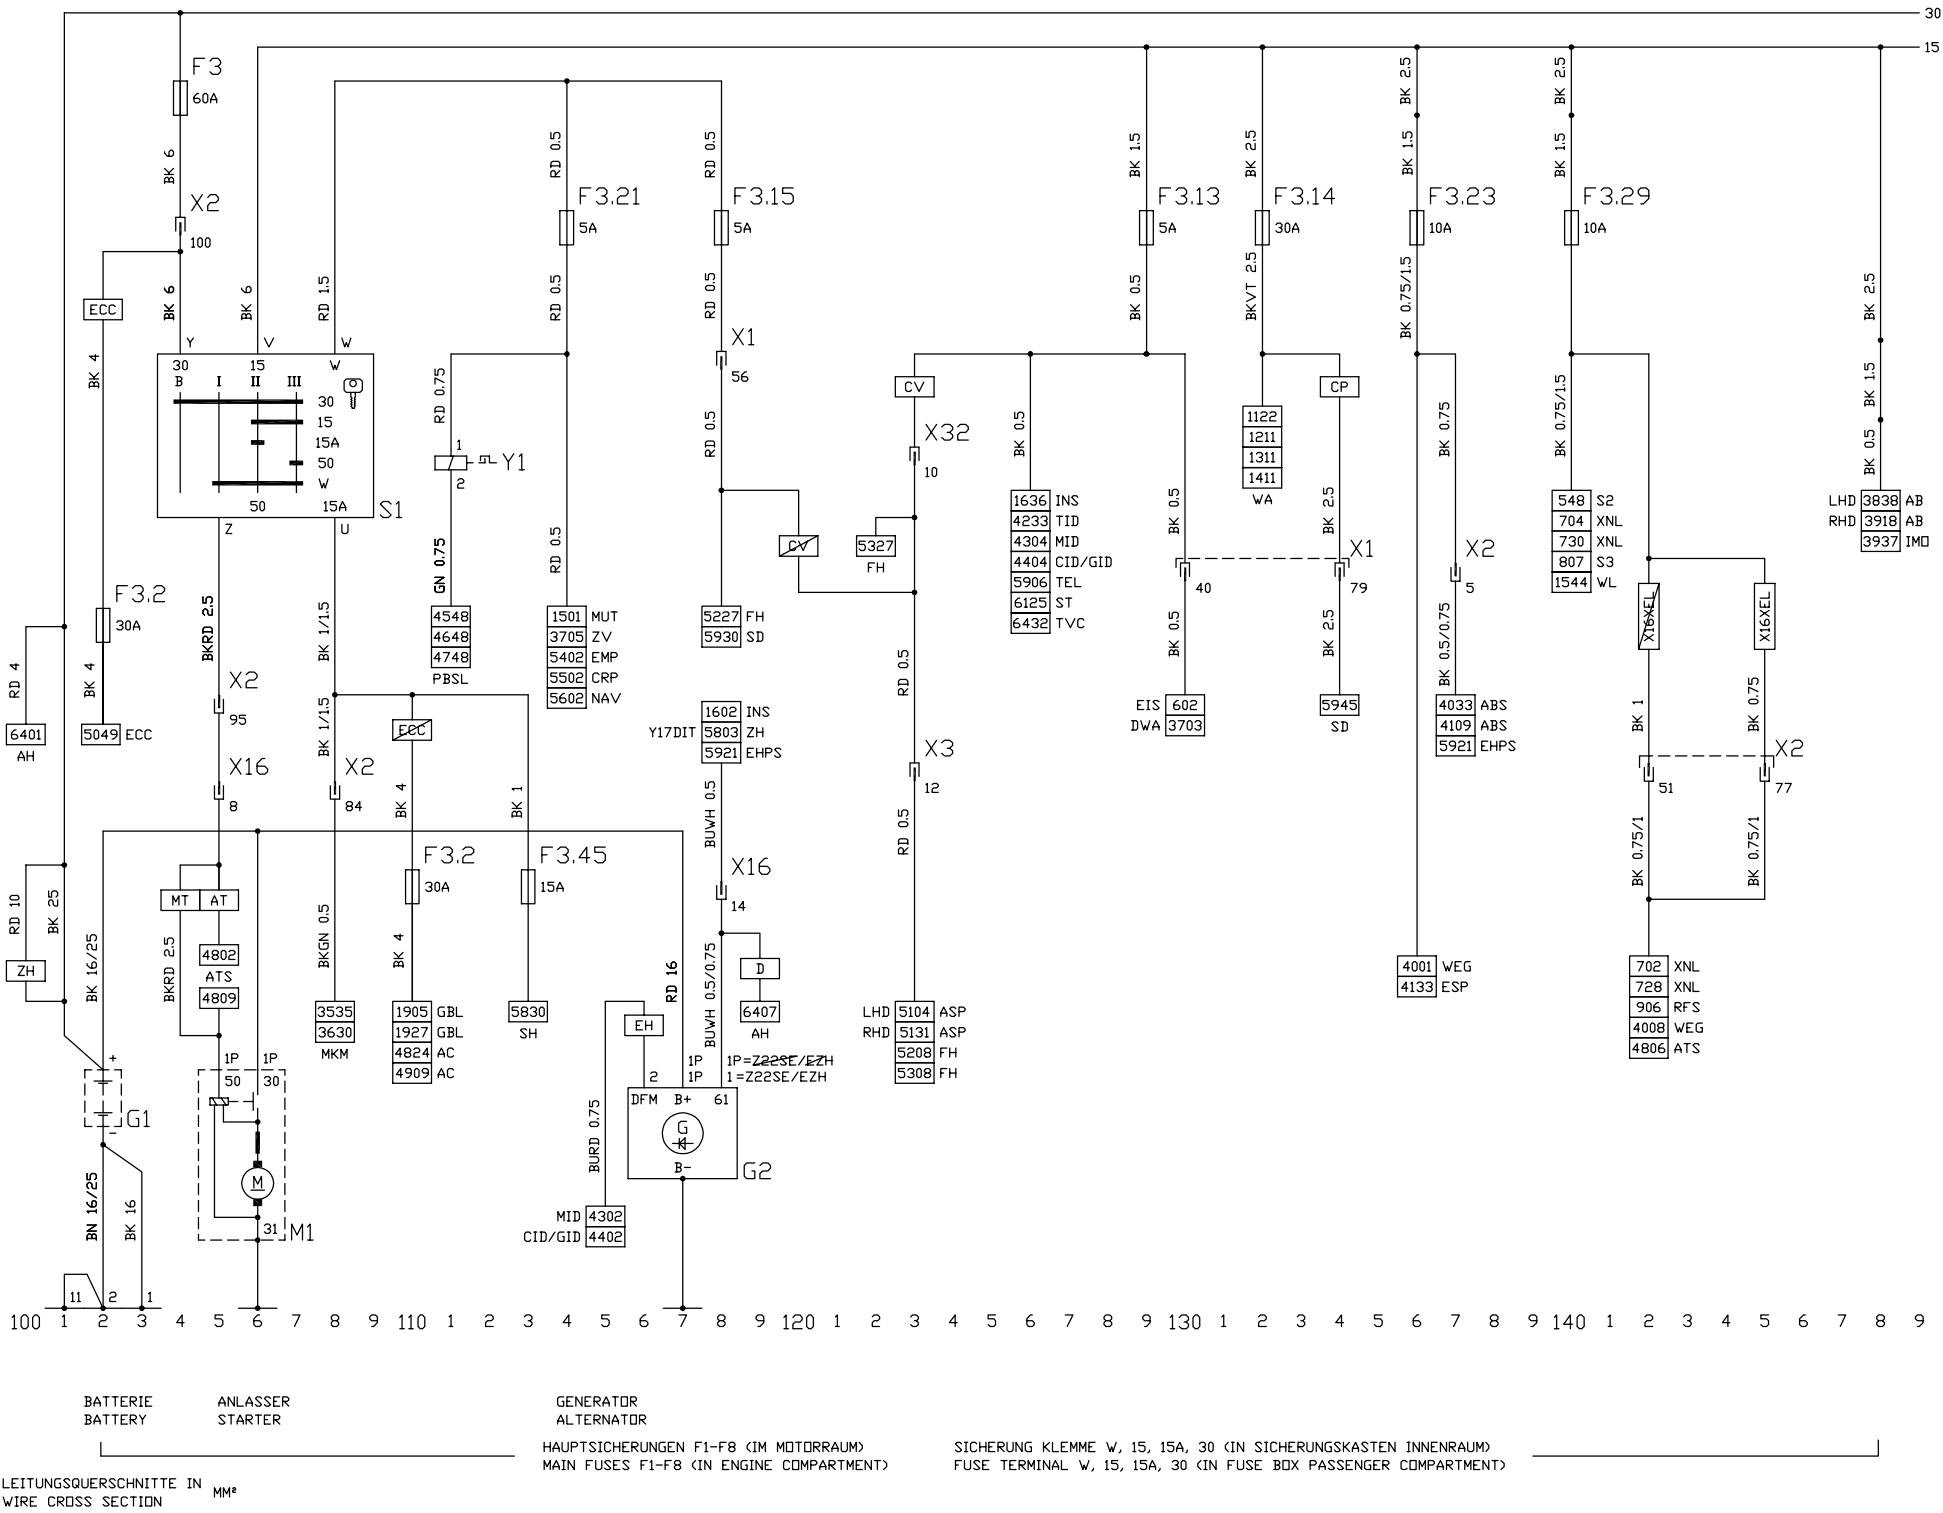 30
15
F3
60A
BK 6
X2
100
ECC
BK 4
BK 6
BK 6
RD 1.5
Y
V
W
30
15
W
B
I
II
III
30
15
15A
50
W
50
15A
S1
Z
U
F3.2
30A
BK 4
5049 ECC
RD 4
6401
AH
BKRD 2.5
X2
95
X16
8
BK 1/1.5
BK 1/1.5
X2
84
ECC
BK 4
BK 1
F3.2
30A
F3.45
15A
BK 4
BKGN 0.5
3535
3630
MKM
1905 GBL
1927 GBL
4824 AC
4909 AC
5830
SH
RD 10
BK 25
ZH
BK 16/25
MT
AT
BKRD 2.5
4802
ATS
4809
+
G1
-
BN 16/25
BK 16
11
2
1
1P
1P
50
30
M
31
M1
RD 0.5
F3.21
5A
RD 0.5
RD 0.75
1
2
Y1
GN 0.75
4548
4648
4748
PBSL
RD 0.5
1501 MUT
3705 ZV
5402 EMP
5502 CRP
5602 NAV
RD 0.5
F3.15
5A
RD 0.5
X1
56
RD 0.5
CV
5227 FH
5930 SD
1602 INS
Y17DIT 5803 ZH
5921 EHPS
BUWH 0.5
X16
14
RD 16
BUWH 0.5/0.75
D
6407
AH
EH
2
1P
1P
1P=Z22SE/EZH
1=Z22SE/EZH
DFM
B+
61
G
B-
G2
BURD 0.75
MID 4302
CID/GID 4402
CV
X32
10
5327
FH
RD 0.5
X3
12
RD 0.5
LHD 5104 ASP
RHD 5131 ASP
5208 FH
5308 FH
BK 1.5
F3.13
5A
BK 0.5
BK 0.5
1636 INS
4233 TID
4304 MID
4404 CID/GID
5906 TEL
6125 ST
6432 TVC
BK 0.5
40
BK 0.5
EIS 602
DWA 3703
BK 2.5
F3.14
30A
BKVT 2.5
1122
1211
1311
1411
WA
CP
BK 2.5
X1
79
BK 2.5
5945
SD
BK 2.5
BK 1.5
F3.23
10A
BK 0.75/1.5
BK 0.75
X2
5
BK 0.5/0.75
4033 ABS
4109 ABS
5921 EHPS
4001 WEG
4133 ESP
BK 2.5
BK 1.5
F3.29
10A
BK 0.75/1.5
548 S2
704 XNL
730 XNL
807 S3
1544 WL
X16XEL
X16XEL
BK 1
BK 0.75
X2
51
77
BK 0.75/1
BK 0.75/1
702 XNL
728 XNL
906 RFS
4008 WEG
4806 ATS
BK 2.5
BK 1.5
BK 0.5
LHD 3838 AB
RHD 3918 AB
3937 IMO
100 1 2 3 4 5 6 7 8 9 110 1 2 3 4 5 6 7 8 9 120 1 2 3 4 5 6 7 8 9 130 1 2 3 4 5 6 7 8 9 140 1 2 3 4 5 6 7 8 9
BATTERIE
BATTERY
ANLASSER
STARTER
GENERATOR
ALTERNATOR
HAUPTSICHERUNGEN F1-F8 (IM MOTORRAUM)
MAIN FUSES F1-F8 (IN ENGINE COMPARTMENT)
SICHERUNG KLEMME W, 15, 15A, 30 (IN SICHERUNGSKASTEN INNENRAUM)
FUSE TERMINAL W, 15, 15A, 30 (IN FUSE BOX PASSENGER COMPARTMENT)
LEITUNGSQUERSCHNITTE IN MM²
WIRE CROSS SECTION